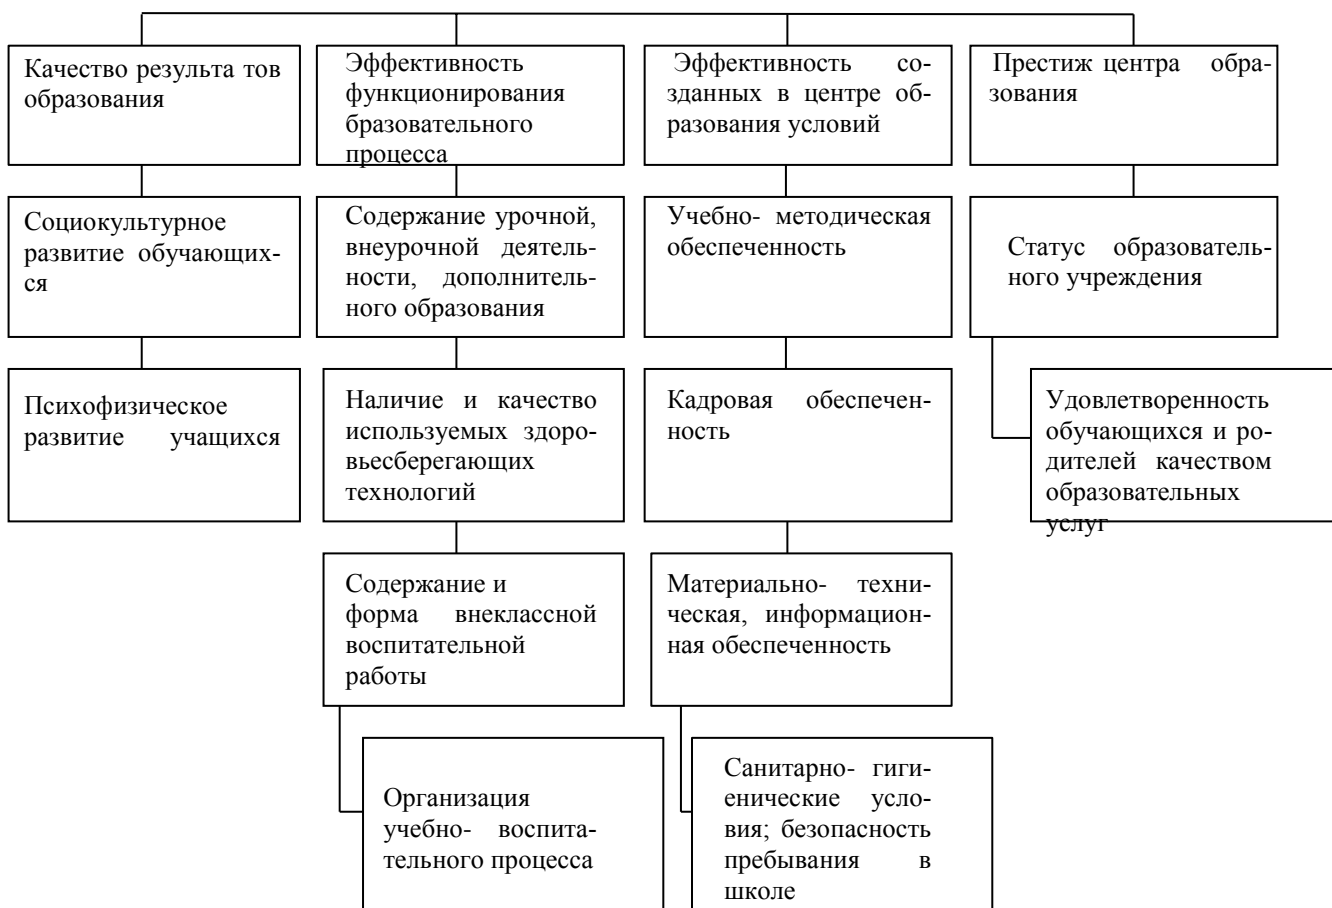 Качество результа тов
образования
Эффективность
функционирования
бразовательного
процесса
Эффективность со-
зданных в центре об-
разования условий
Престиж центра обра-
зования
Социокультурное
развитие обучающих-
ся
Содержание урочной,
внеурочной деятель-
ности, дополнитель-
ного образования
Учебно- методическая
обеспеченность
Статус образователь-
ного учреждения
Психофизическое
развитие учащихся
Наличие и качество
используемых здоро-
вьесберегающих
технологий
Кадровая обеспечен-
ность
Удовлетворенность
обучающихся и ро-
дителей качеством
образовательных
услуг
Содержание и
форма внеклассной
воспитательной
работы
Материально- техни-
ческая, информацион-
ная обеспеченность
Организация
учебно- воспита-
тельного процесса
Санитарно- гиги-
енические усло-
вия; безопасность
пребывания в
школе